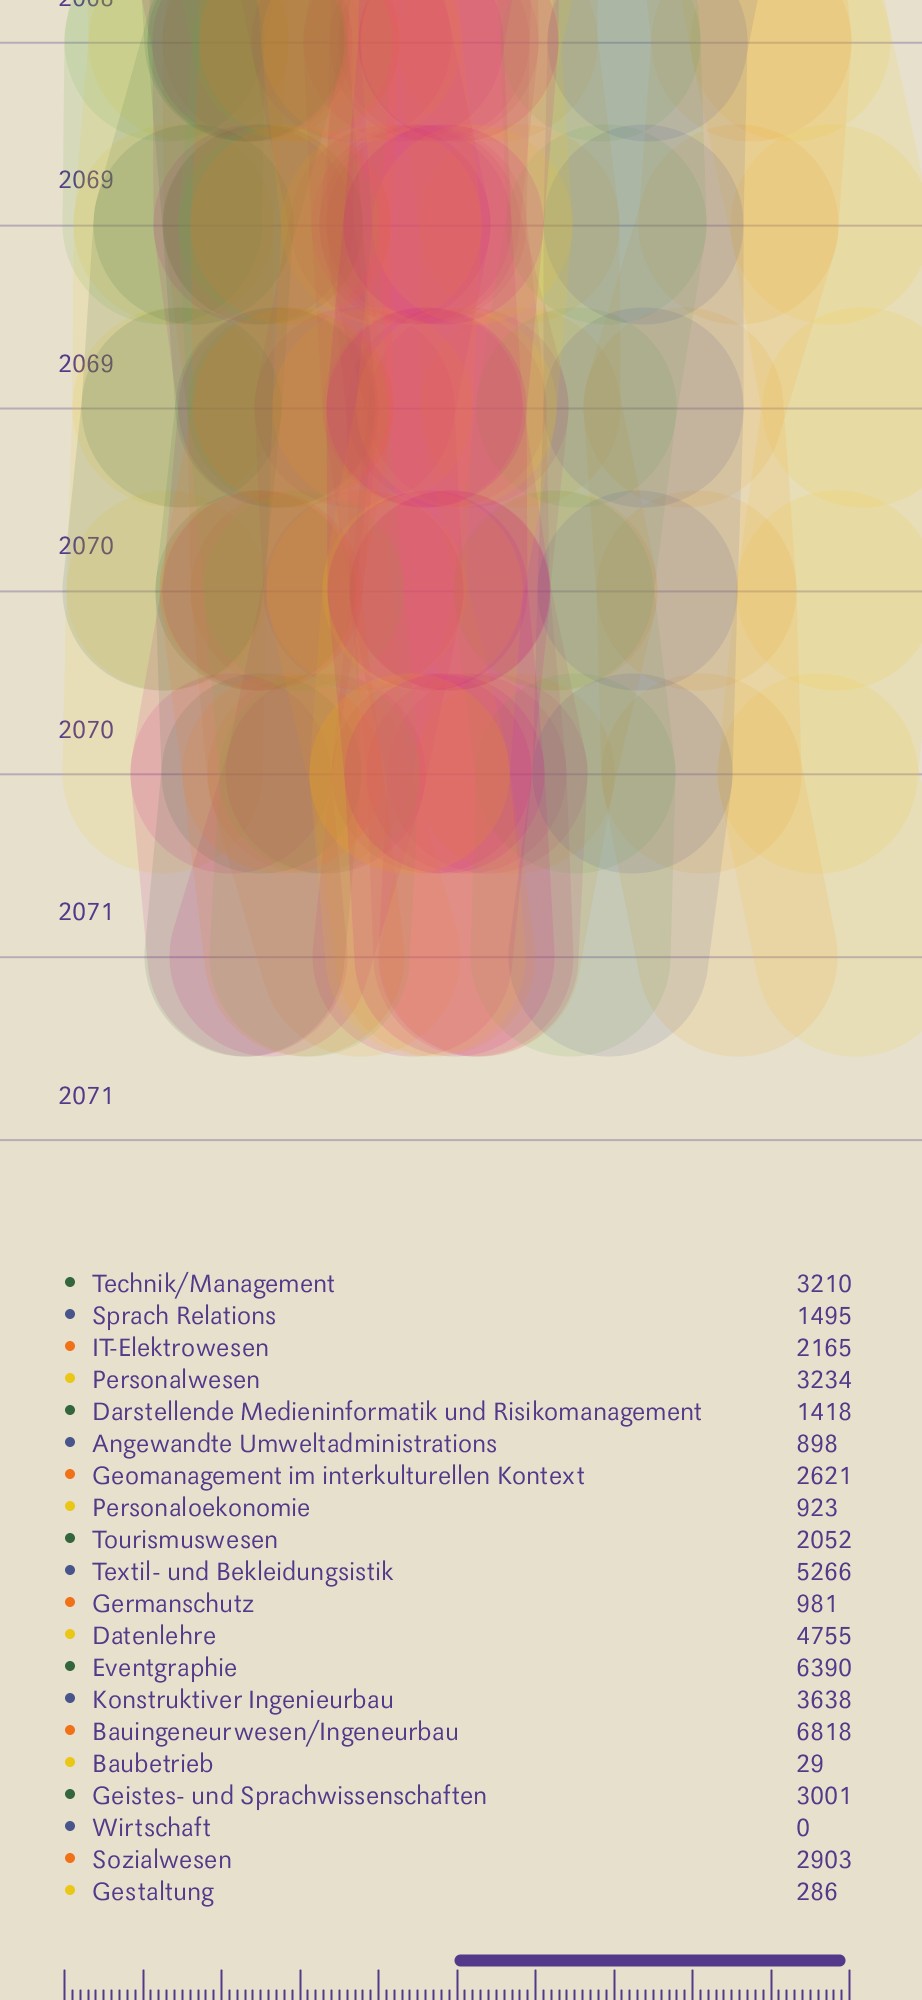 2069
2069
2070
2070
2071
2071
Technik/Management 3210
Sprach Relations 1495
IT-Elektrowesen 2165
Personalwesen 3234
Darstellende Medieninformatik und Risikomanagement 1418
Angewandte Umweltadministrations 898
Geomanagement im interkulturellen Kontext 2621
Personaloekonomie 923
Tourismuswesen 2052
Textil- und Bekleidungsistik 5266
Germanschutz 981
Datenlehre 4755
Eventgraphie 6390
Konstruktiver Ingenieurbau 3638
Bauingeneurwesen/Ingeneurbau 6818
Baubetrieb 29
Geistes- und Sprachwissenschaften 3001
Wirtschaft 0
Sozialwesen 2903
Gestaltung 286